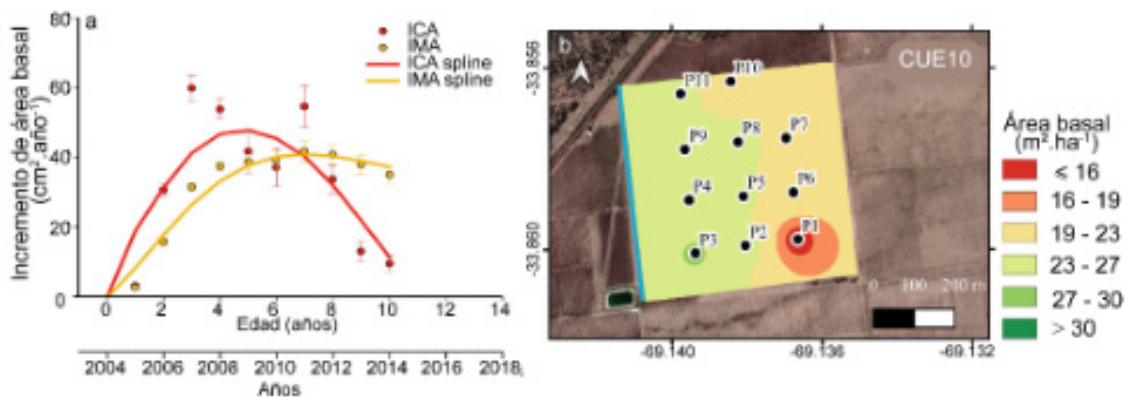 a
Incremento de área basal
(cm².año⁻¹)
80
60
40
20
0
ICA
IMA
ICA spline
IMA spline
0 2 4 6 8 10 12 14
Edad (años)
2004 2006 2008 2010 2012 2014 2016 2018
Años
b
CUE10
-33,856
-33,860
P11 P10
P9 P8 P7
P4 P5 P6
P3 P2 P1
0 100 200 m
-69.140 -69.136 -69.132
Área basal
(m².ha⁻¹)
≤ 16
16 - 19
19 - 23
23 - 27
27 - 30
> 30